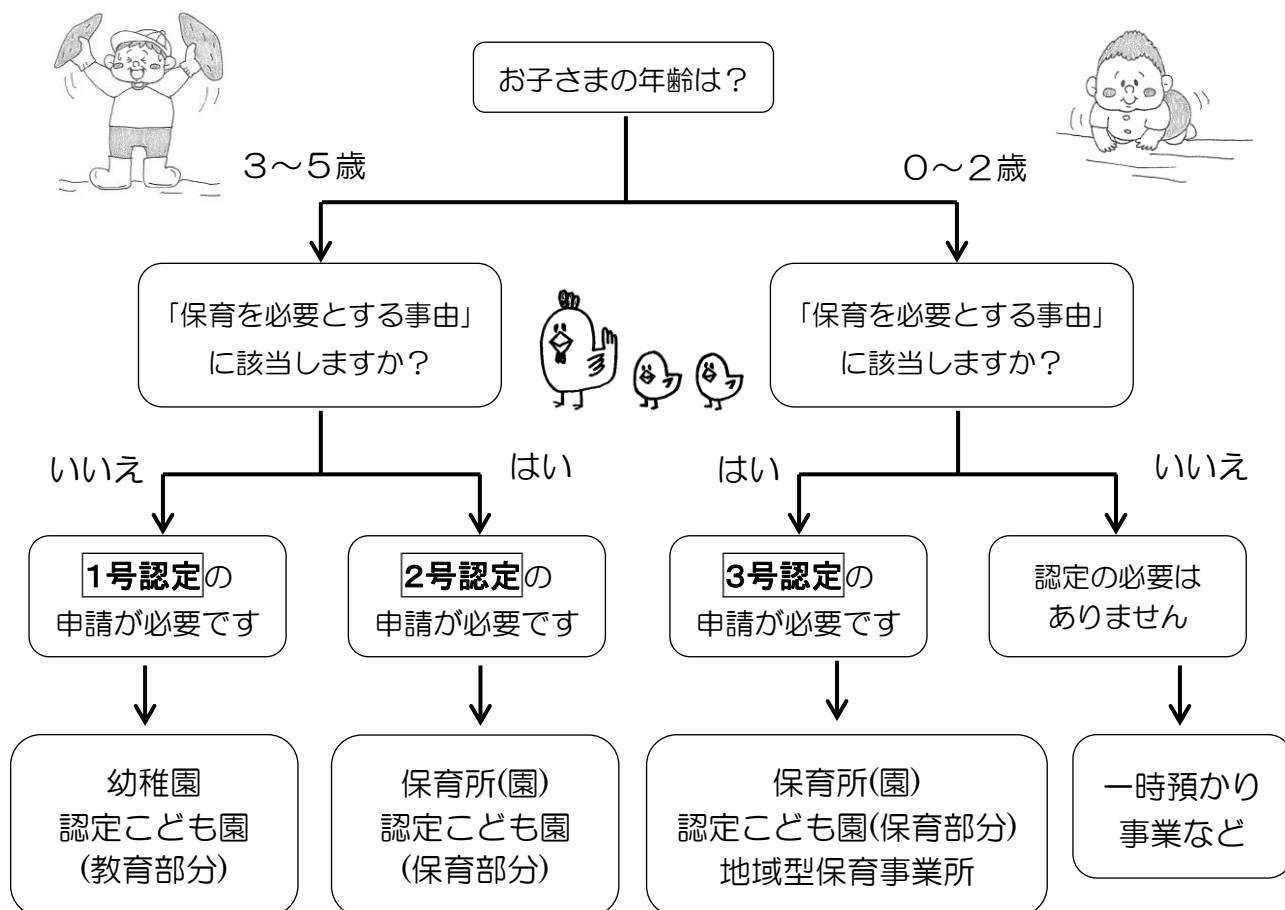 お子さまの年齢は？
３～５歳
０～２歳
「保育を必要とする事由」
に該当しますか？
「保育を必要とする事由」
に該当しますか？
いいえ
はい
はい
いいえ
１号認定の
申請が必要です
２号認定の
申請が必要です
３号認定の
申請が必要です
認定の必要は
ありません
幼稚園
認定こども園
(教育部分)
保育所(園)
認定こども園
(保育部分)
保育所(園)
認定こども園(保育部分)
地域型保育事業所
一時預かり
事業など